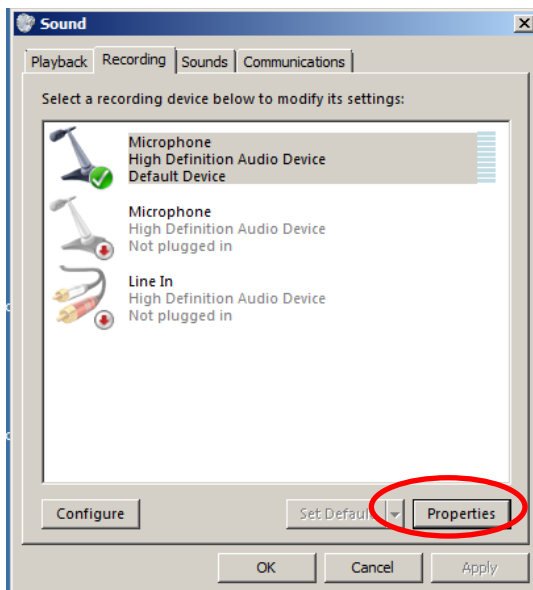 Sound
Playback Recording Sounds Communications
Select a recording device below to modify its settings:
Microphone
High Definition Audio Device
Default Device
Microphone
High Definition Audio Device
Not plugged in
Line In
High Definition Audio Device
Not plugged in
Configure Set Default Properties
OK Cancel Apply